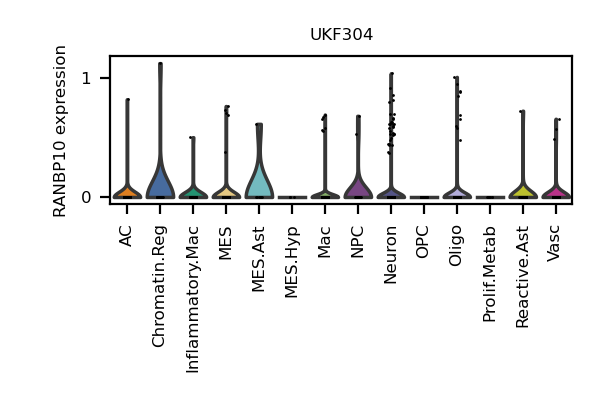 UKF304
RANBP10 expression
1
0
AC
Chromatin.Reg
Inflammatory.Mac
MES
MES.Ast
MES.Hyp
Mac
NPC
Neuron
OPC
Oligo
Prolif.Metab
Reactive.Ast
Vasc